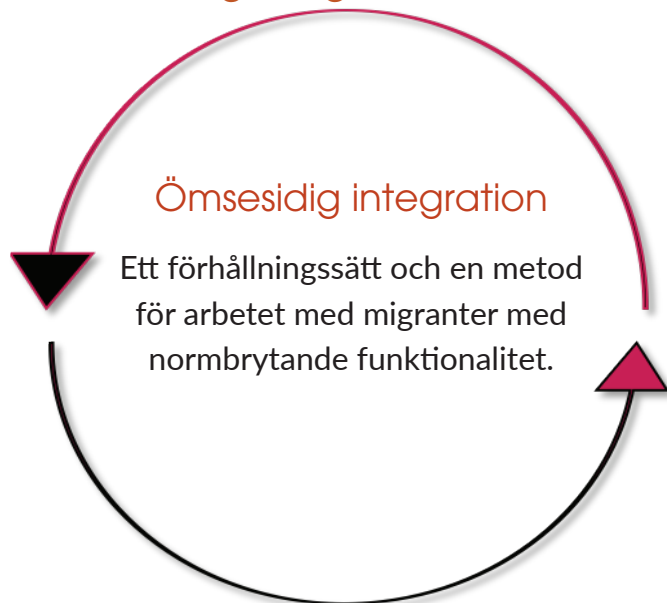 Ömsesidig integration
Ett förhållningssätt och en metod
för arbetet med migranter med
normbrytande funktionalitet.